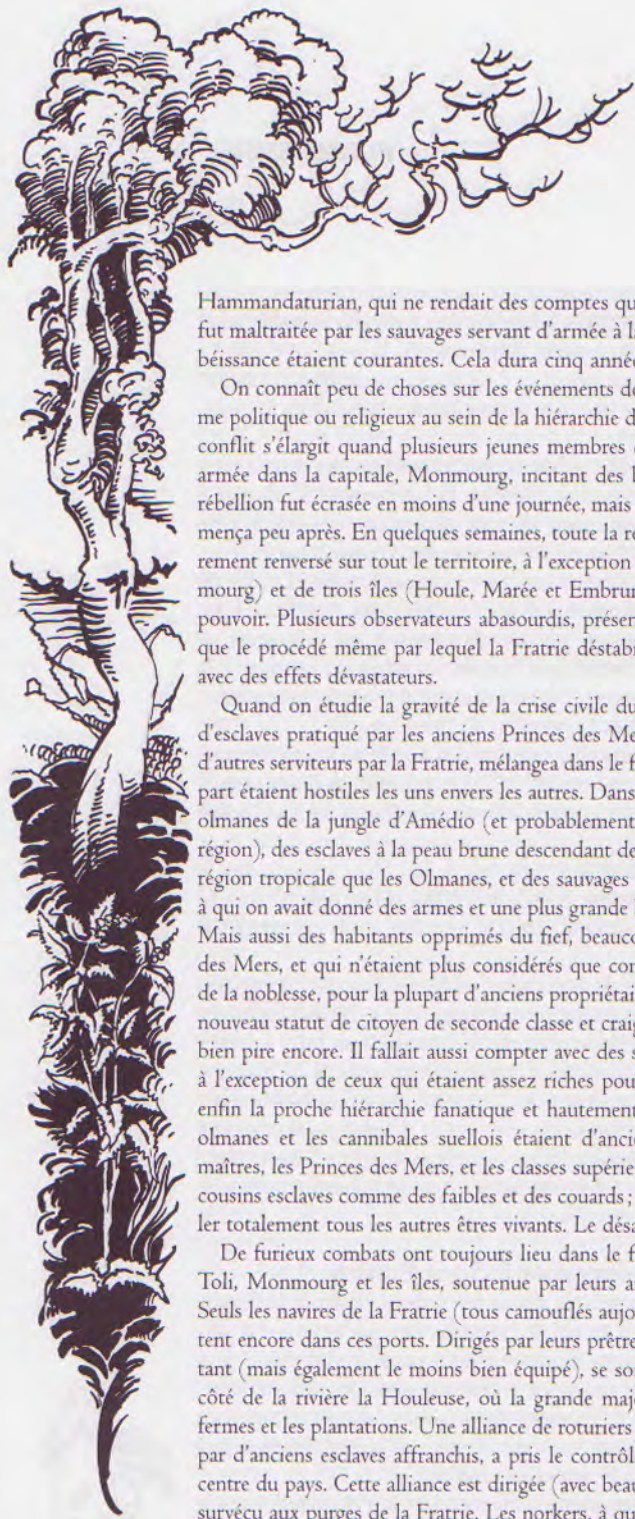 Hammandaturian, qui ne rendait des comptes qu
fut maltraitée par les sauvages servant d'armée à la
béissance étaient courantes. Cela dura cinq année
On connaît peu de choses sur les événements de
me politique ou religieux au sein de la hiérarchie d
conflit s'élargit quand plusieurs jeunes membres
armée dans la capitale, Monmourg, incitant des
rébellion fut écrasée en moins d'une journée, mais
mença peu après. En quelques semaines, toute la ré
rement renversé sur tout le territoire, à l'exception
mourg) et de trois îles (Houle, Marée et Embrun
pouvoir. Plusieurs observateurs abasourdis, présen
que le procédé même par lequel la Fratrie déstabi
avec des effets dévastateurs.
Quand on étudie la gravité de la crise civile du
d'esclaves pratiqué par les anciens Princes des Me
d'autres serviteurs par la Fratrie, mélangea dans le f
part étaient hostiles les uns envers les autres. Dans
olmanes de la jungle d'Amédio (et probablement
région), des esclaves à la peau brune descendant de
région tropicale que les Olmanes, et des sauvages
à qui on avait donné des armes et une plus grande
Mais aussi des habitants opprimés du fief, beauco
des Mers, et qui n'étaient plus considérés que con
de la noblesse, pour la plupart d'anciens propriétai
nouveau statut de citoyen de seconde classe et craig
bien pire encore. Il fallait aussi compter avec des s
à l'exception de ceux qui étaient assez riches pou
enfin la proche hiérarchie fanatique et hautement
olmanes et les cannibales suellois étaient d'ancie
maîtres, les Princes des Mers, et les classes supérie
cousins esclaves comme des faibles et des couards ;
ler totalement tous les autres êtres vivants. Le désa
De furieux combats ont toujours lieu dans le f
Toli, Monmourg et les îles, soutenue par leurs a
Seuls les navires de la Fratrie (tous camouflés aujo
tent encore dans ces ports. Dirigés par leurs prêtre
tant (mais également le moins bien équipé), se so
côté de la rivière la Houleuse, où la grande maj
fermes et les plantations. Une alliance de roturiers
par d'anciens esclaves affranchis, a pris le contrôl
centre du pays. Cette alliance est dirigée (avec beau
survécu aux purges de la Fratrie. Les norkers, à qu